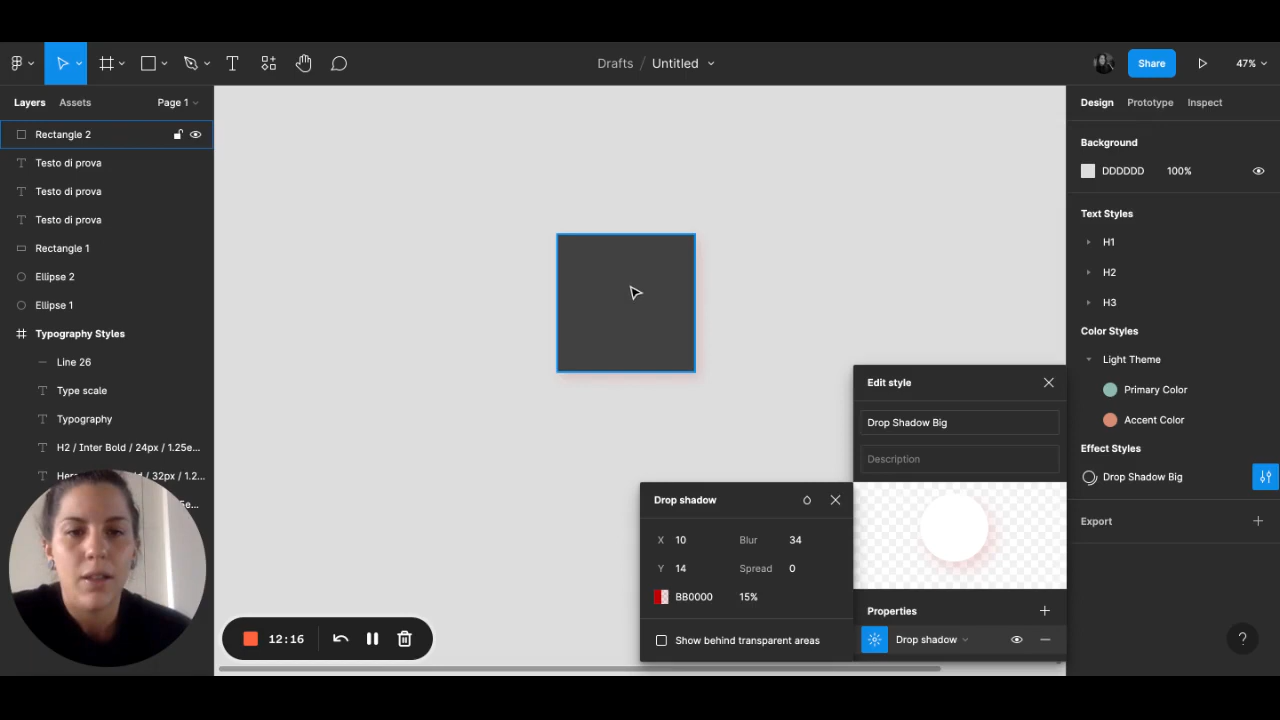 Drafts / Untitled
Share
47%
Layers Assets Page 1
Rectangle 2
Testo di prova
Testo di prova
Testo di prova
Rectangle 1
Ellipse 2
Ellipse 1
Typography Styles
Line 26
Type scale
Typography
H2 / Inter Bold / 24px / 1.25e...
12:16
Drop shadow
X 10 Blur 34
Y 14 Spread 0
BB0000 15%
Show behind transparent areas
Edit style
Drop Shadow Big
Description
Properties
Drop shadow
Design Prototype Inspect
Background
DDDDDD 100%
Text Styles
H1
H2
H3
Color Styles
Light Theme
Primary Color
Accent Color
Effect Styles
Drop Shadow Big
Export
?